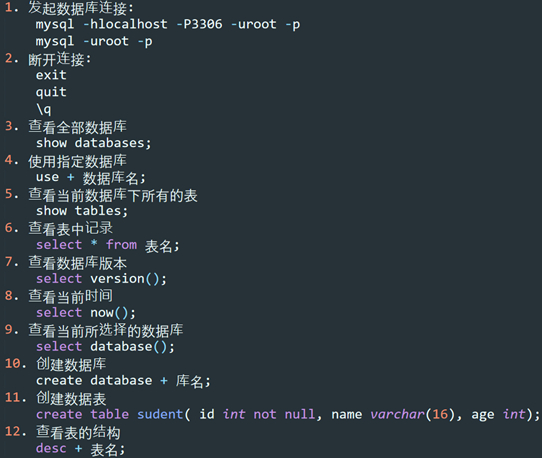 1. 发起数据库连接:
mysql -hlocalhost -P3306 -uroot -p
mysql -uroot -p
2. 断开连接:
exit
quit
\q
3. 查看全部数据库
show databases;
4. 使用指定数据库
use + 数据库名;
5. 查看当前数据库下所有的表
show tables;
6. 查看表中记录
select * from 表名;
7. 查看数据库版本
select version();
8. 查看当前时间
select now();
9. 查看当前所选择的数据库
select database();
10. 创建数据库
create database + 库名;
11. 创建数据表
create table sudent( id int not null, name varchar(16), age int);
12. 查看表的结构
desc + 表名;